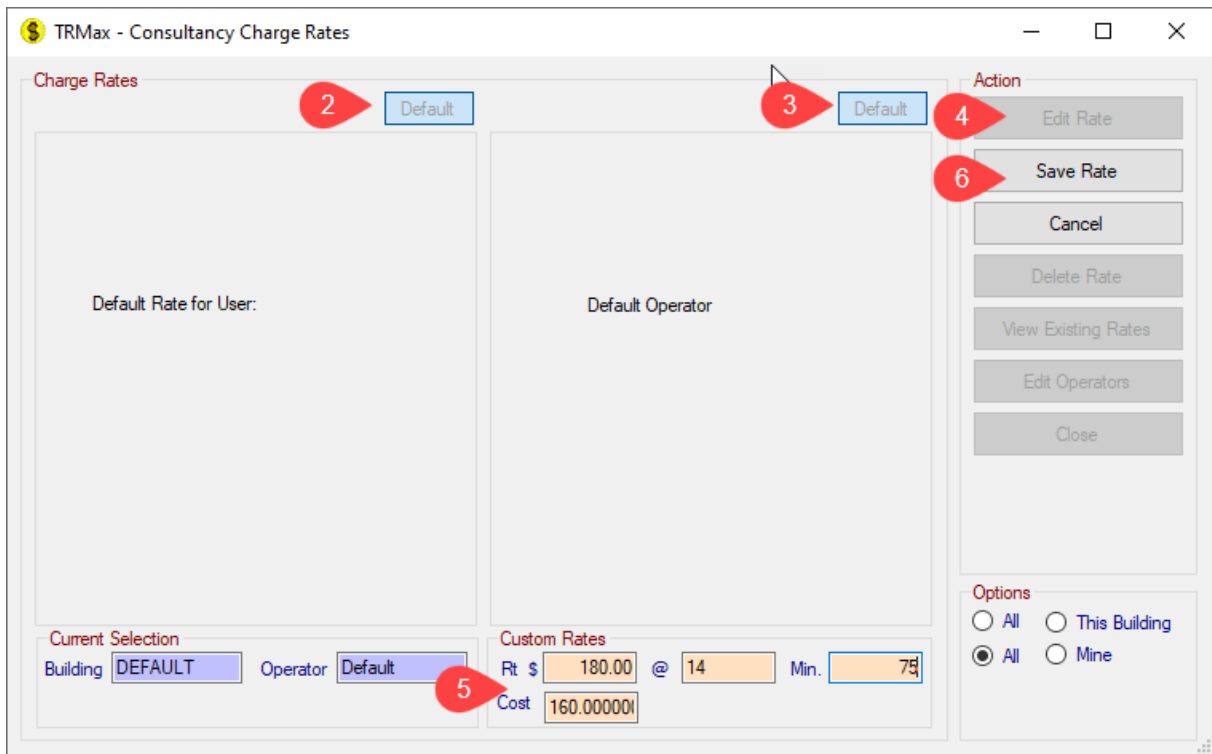 TRMax - Consultancy Charge Rates
Charge Rates
2
Default
3
Default
Default Rate for User:
Default Operator
Current Selection
Building DEFAULT Operator Default
Custom Rates
Rt $ 180.00 @ 14 Min. 75
5
Cost 160.000000
Action
4
Edit Rate
6
Save Rate
Cancel
Delete Rate
View Existing Rates
Edit Operators
Close
Options
All This Building
All Mine